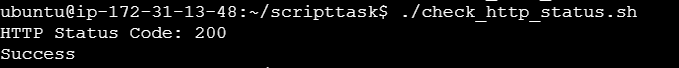 ubuntu@ip-172-31-13-48:~/scripttask$ ./check_http_status.sh
HTTP Status Code: 200
Success